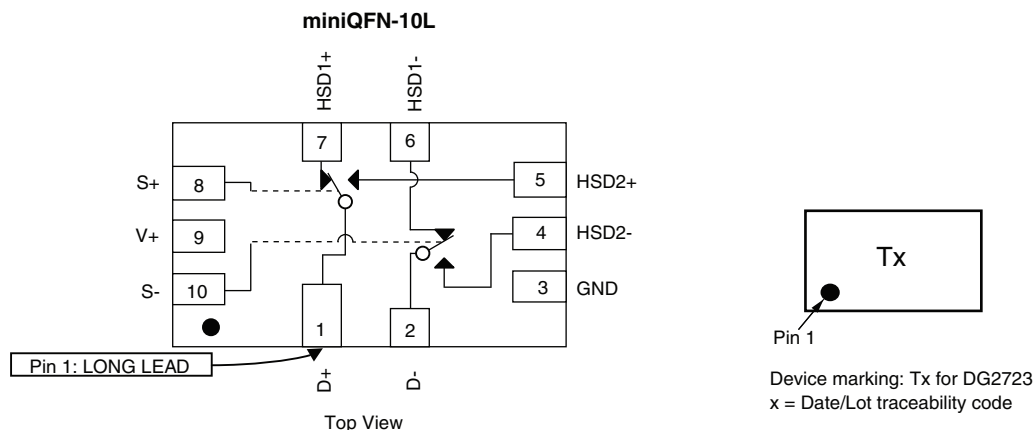 miniQFN-10L
HSD1+
HSD1-
7
6
S+
8
5
HSD2+
V+
9
4
HSD2-
S-
10
3
GND
1
2
Pin 1: LONG LEAD
D+
D-
Top View
Tx
Pin 1
Device marking: Tx for DG2723
x = Date/Lot traceability code